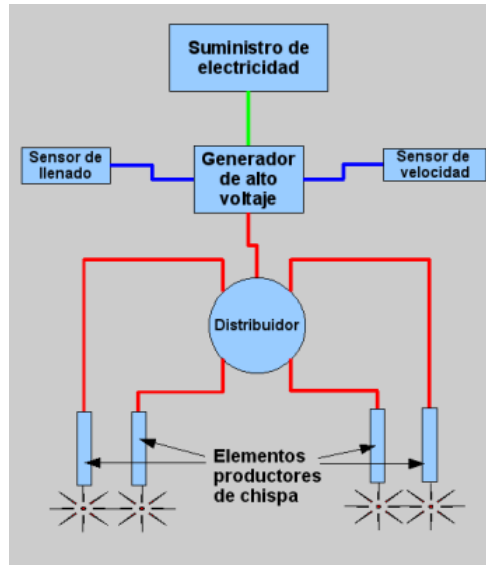 Suministro de
electricidad
Sensor de
llenado
Generador
de alto
voltaje
Sensor de
velocidad
Distribuidor
Elementos
productores
de chispa